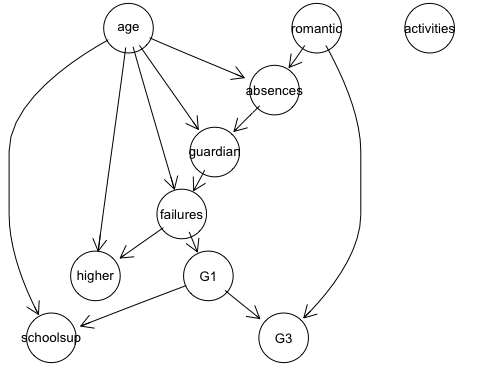 age
romantic
activities
absences
guardian
failures
higher
G1
schoolsup
G3